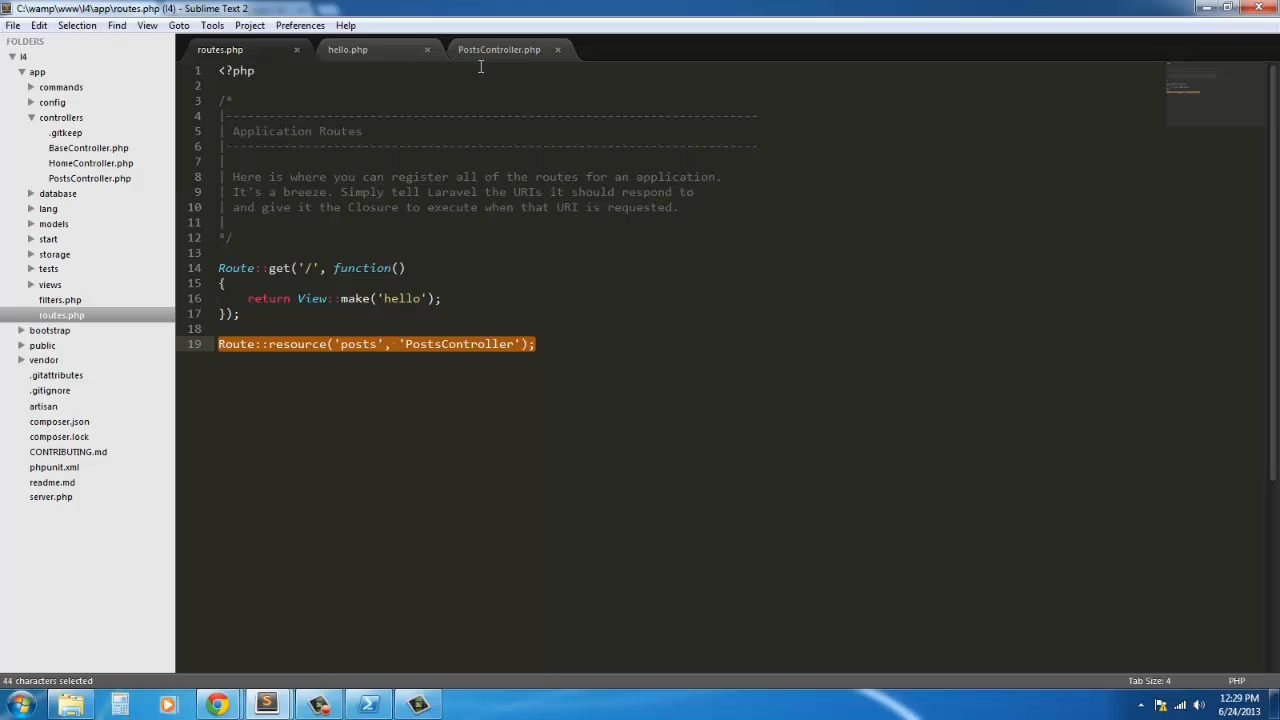 C:\wamp\www\l4\app\routes.php (l4) - Sublime Text 2
File Edit Selection Find View Goto Tools Project Preferences Help
FOLDERS
l4
app
commands
config
controllers
.gitkeep
BaseController.php
HomeController.php
PostsController.php
database
lang
models
start
storage
tests
views
filters.php
routes.php
bootstrap
public
vendor
.gitattributes
.gitignore
artisan
composer.json
composer.lock
CONTRIBUTING.md
phpunit.xml
readme.md
server.php
routes.php × hello.php × PostsController.php ×
1 <?php
2
3 /*
4 |--------------------------------------------------------------------------
5 | Application Routes
6 |--------------------------------------------------------------------------
7 |
8 | Here is where you can register all of the routes for an application.
9 | It's a breeze. Simply tell Laravel the URIs it should respond to
10 | and give it the Closure to execute when that URI is requested.
11 |
12 */
13
14 Route::get('/', function()
15 {
16 return View::make('hello');
17 });
18
19 Route::resource('posts', 'PostsController');
44 characters selected Tab Size: 4 PHP
12:29 PM
6/24/2013